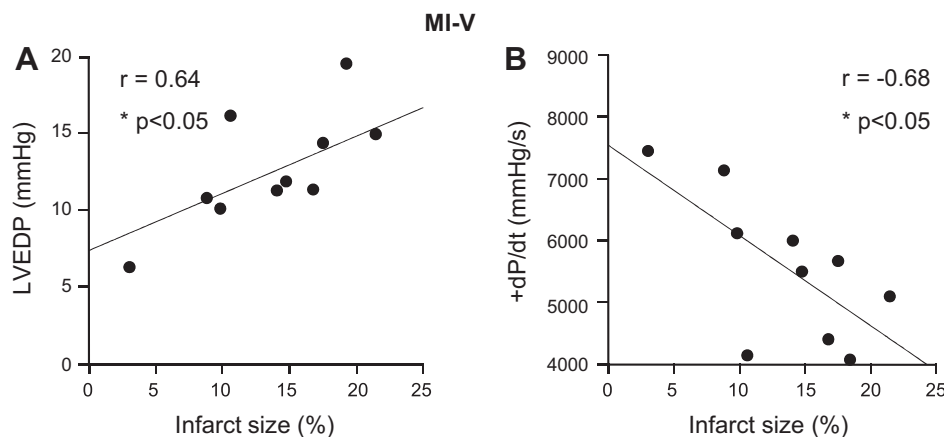 MI-V
A
r = 0.64
* p<0.05
LVEDP (mmHg)
20
15
10
5
0
0 5 10 15 20 25
Infarct size (%)
B
r = -0.68
* p<0.05
+dP/dt (mmHg/s)
9000
8000
7000
6000
5000
4000
0 5 10 15 20 25
Infarct size (%)